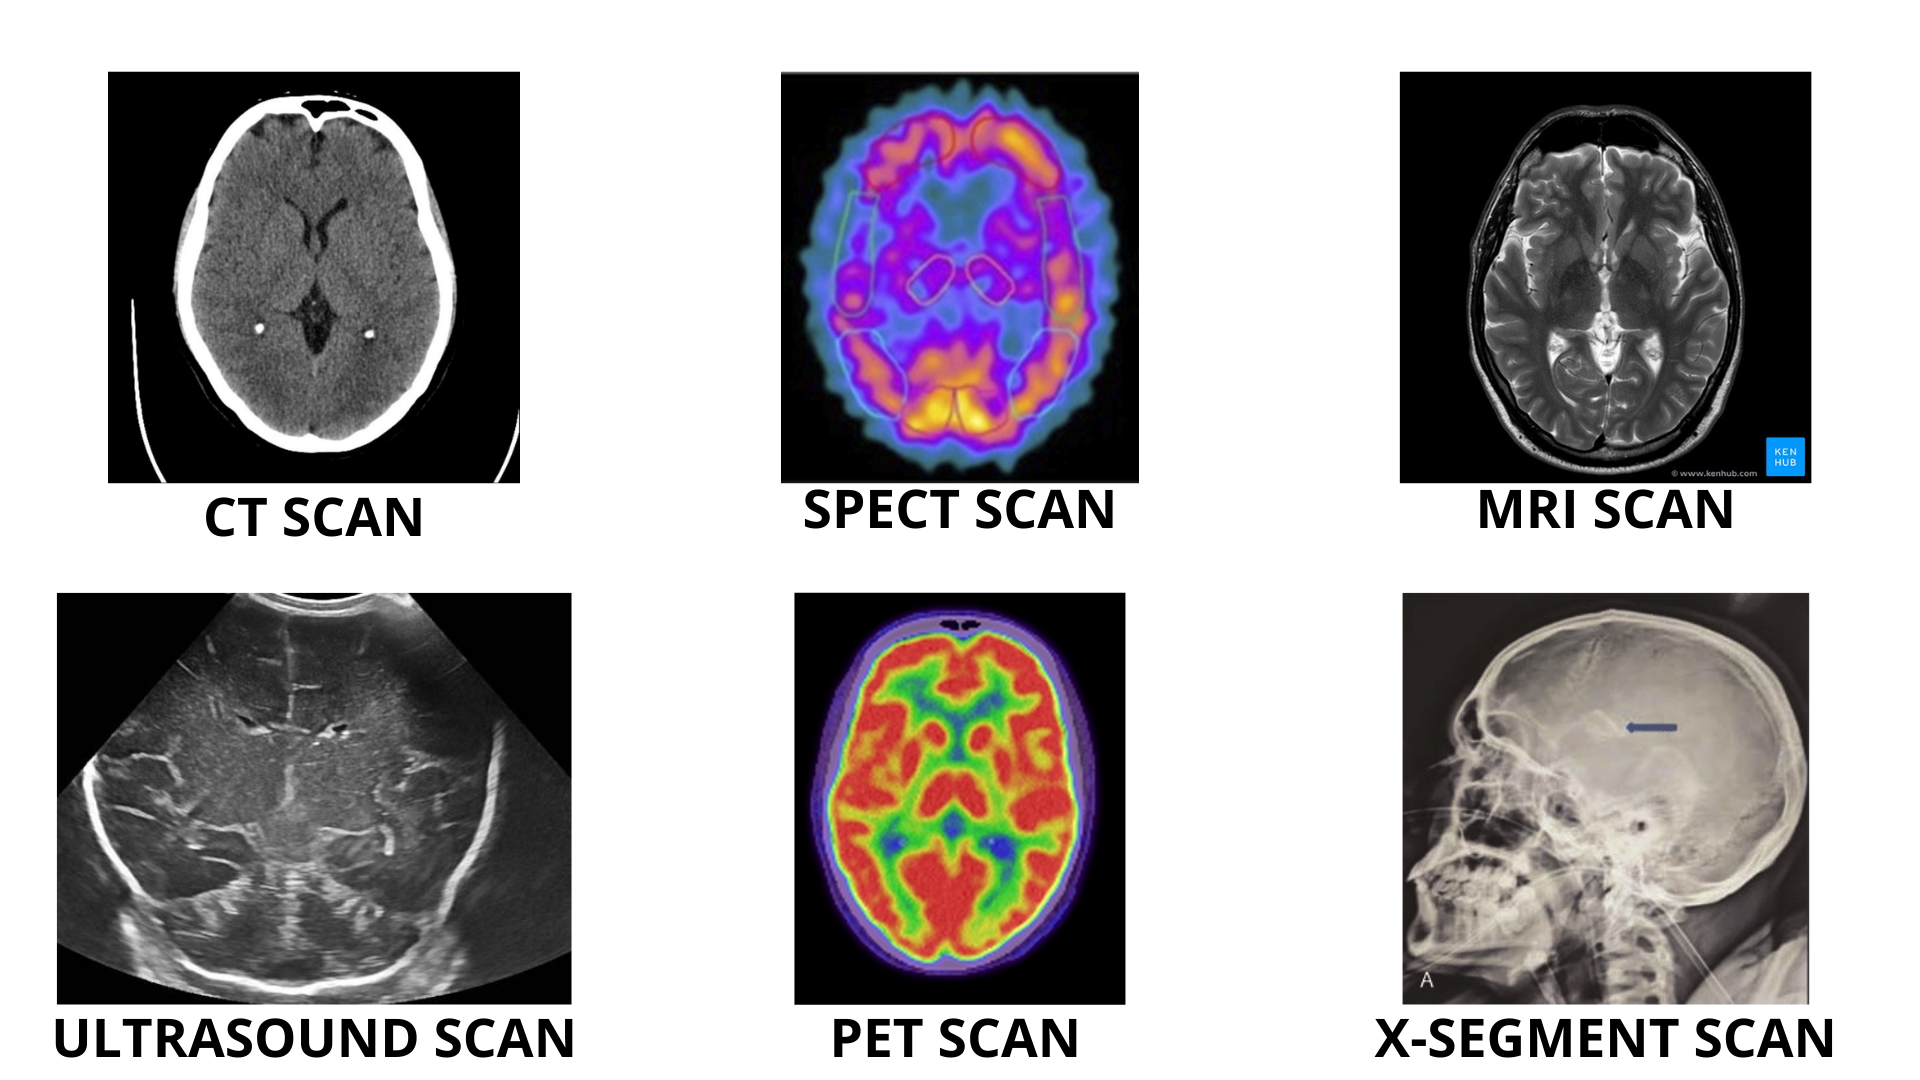 KEN
HUB
© www.kenhub.com
CT SCAN
SPECT SCAN
MRI SCAN
A
ULTRASOUND SCAN
PET SCAN
X-SEGMENT SCAN